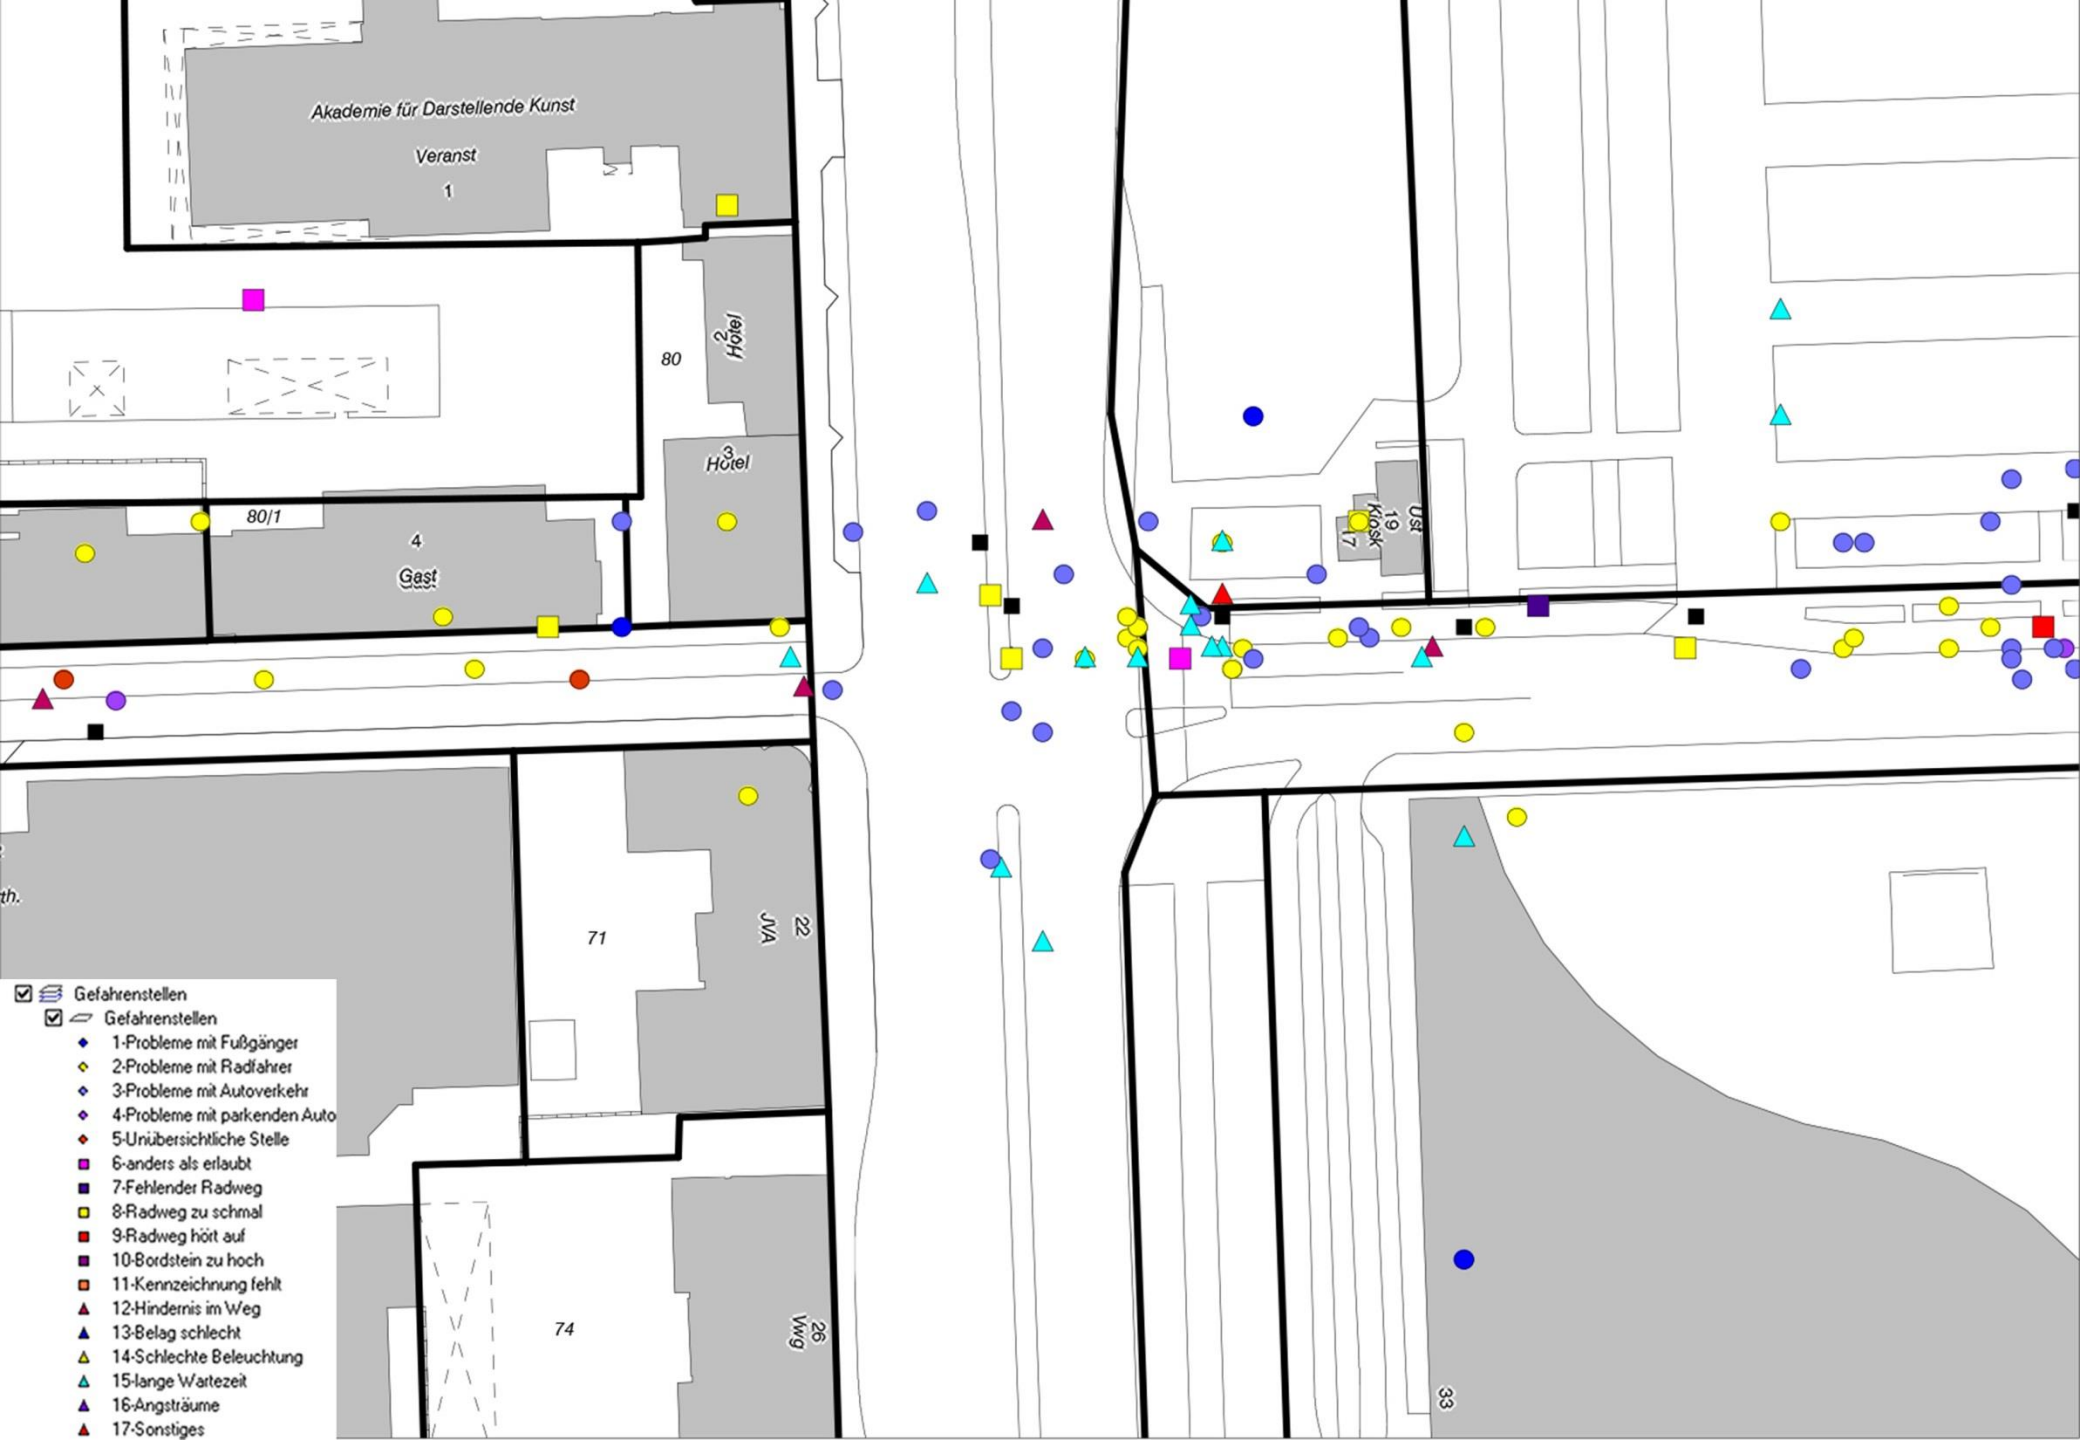 Akademie für Darstellende Kunst
Veranst
1
2
Hotel
80
3
Hotel
80/1
4
Gast
Ust
19
Kiosk
17
th.
71
22
JVA
74
26
Vwg
33
Gefahrenstellen
Gefahrenstellen
1-Probleme mit Fußgänger
2-Probleme mit Radfahrer
3-Probleme mit Autoverkehr
4-Probleme mit parkenden Auto
5-Unübersichtliche Stelle
6-anders als erlaubt
7-Fehlender Radweg
8-Radweg zu schmal
9-Radweg hört auf
10-Bordstein zu hoch
11-Kennzeichnung fehlt
12-Hindernis im Weg
13-Belag schlecht
14-Schlechte Beleuchtung
15-lange Wartezeit
16-Angsträume
17-Sonstiges